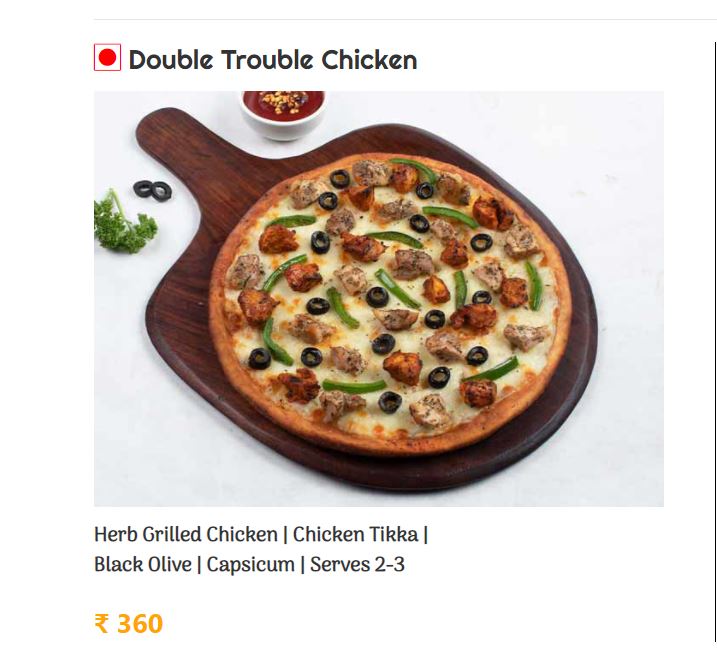 Double Trouble Chicken
Herb Grilled Chicken | Chicken Tikka |
Black Olive | Capsicum | Serves 2-3
₹ 360